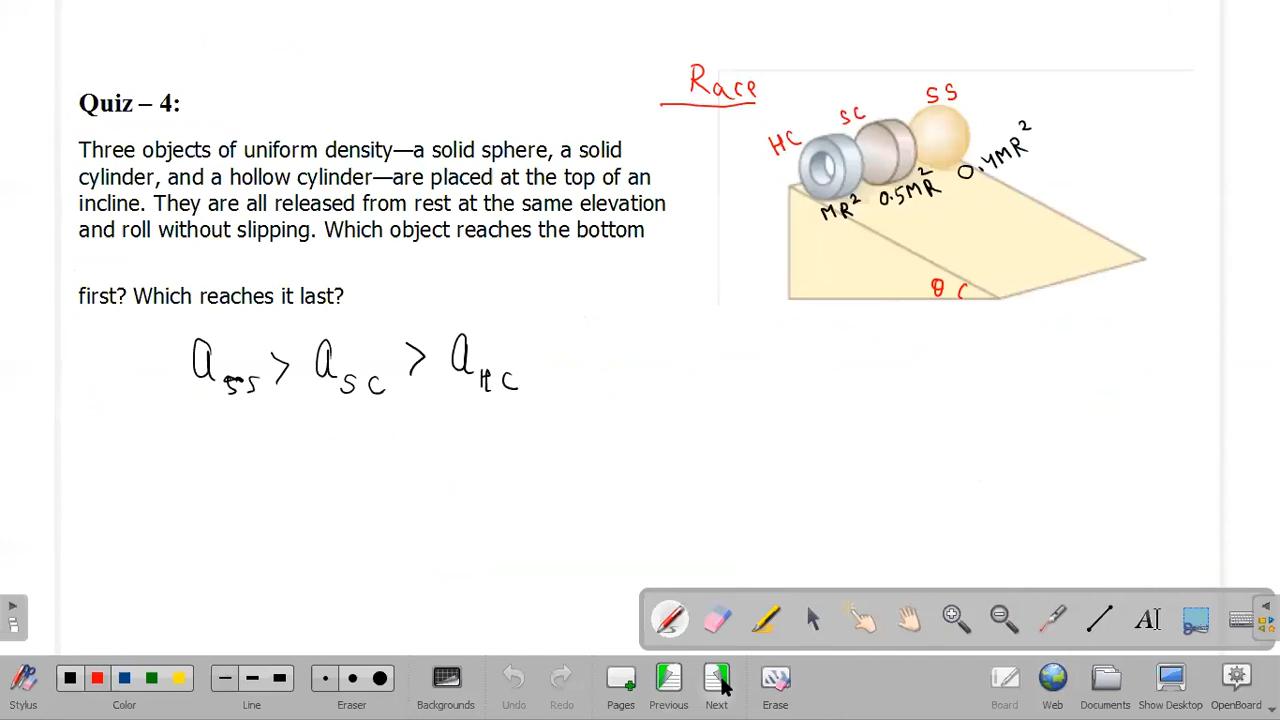 Race
Quiz – 4:
SS
SC
HC
Three objects of uniform density—a solid sphere, a solid
cylinder, and a hollow cylinder—are placed at the top of an
incline. They are all released from rest at the same elevation
and roll without slipping. Which object reaches the bottom
first? Which reaches it last?
0.4MR²
0.5MR²
MR²
θ
a_SS > a_SC > a_HC
Stylus
Color
Line
Eraser
Backgrounds
Undo
Redo
Pages
Previous
Next
Erase
Board
Web
Documents
Show Desktop
OpenBoard